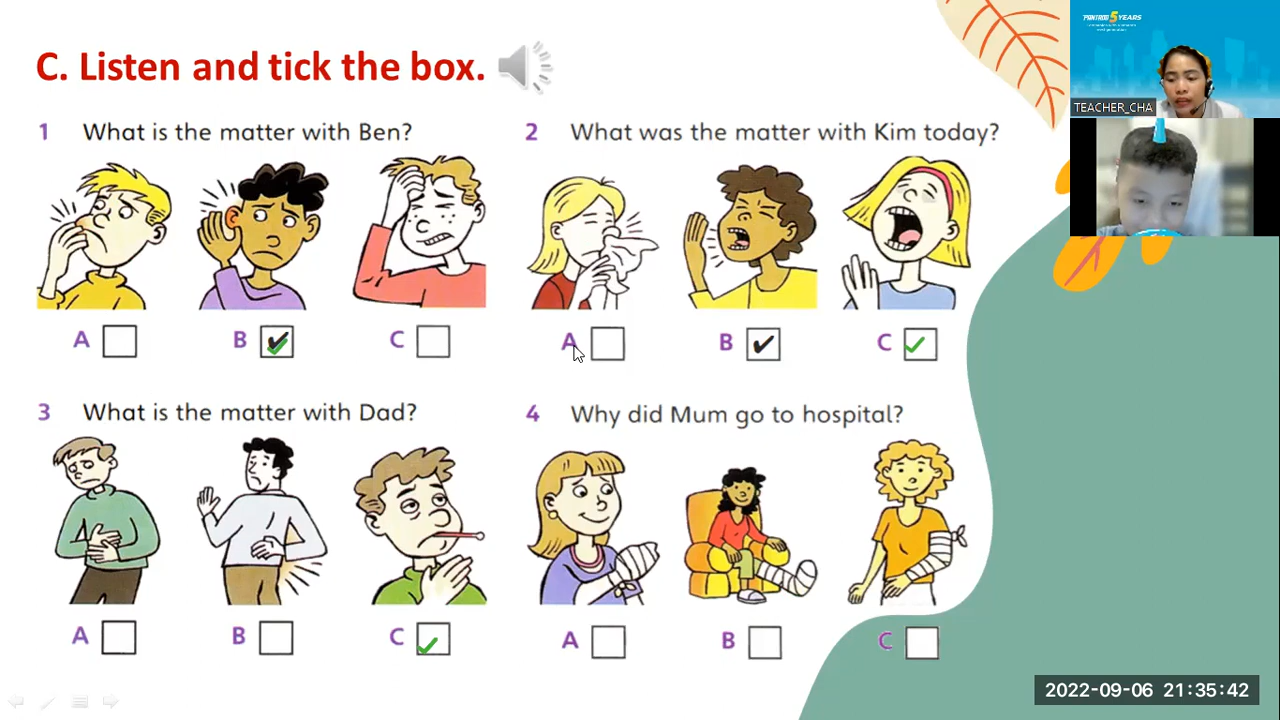 C. Listen and tick the box.
1 What is the matter with Ben?
A B C
2 What was the matter with Kim today?
A B C
3 What is the matter with Dad?
A B C
4 Why did Mum go to hospital?
A B C
5 YEARS
TEACHER_CHA
2022-09-06 21:35:42